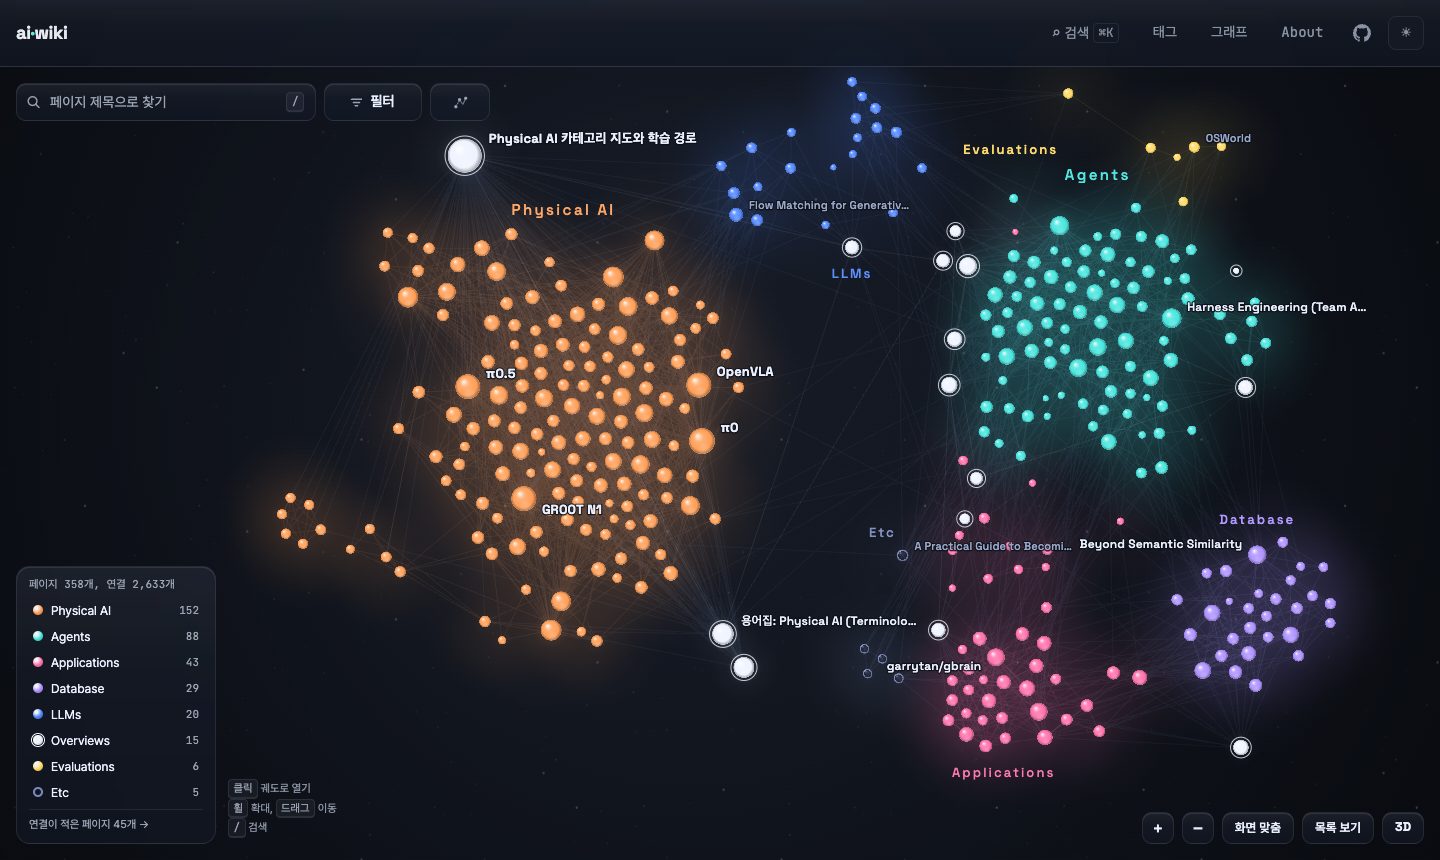 ai·wiki
⌕ 검색 ⌘K
태그
그래프
About
페이지 제목으로 찾기 /
필터
Physical AI 카테고리 지도와 학습 경로
Evaluations
OSWorld
Agents
Physical AI
Flow Matching for Generativ...
LLMs
Harness Engineering (Team A...
π0.5
OpenVLA
π0
GR00T N1
Database
Etc
A Practical Guide to Becomi...
Beyond Semantic Similarity
용어집: Physical AI (Terminolo...
garrytan/gbrain
Applications
페이지 358개, 연결 2,633개
Physical AI 152
Agents 88
Applications 43
Database 29
LLMs 20
Overviews 15
Evaluations 6
Etc 5
연결이 적은 페이지 45개 →
클릭 궤도로 열기
휠 확대, 드래그 이동
/ 검색
+
−
화면 맞춤
목록 보기
3D